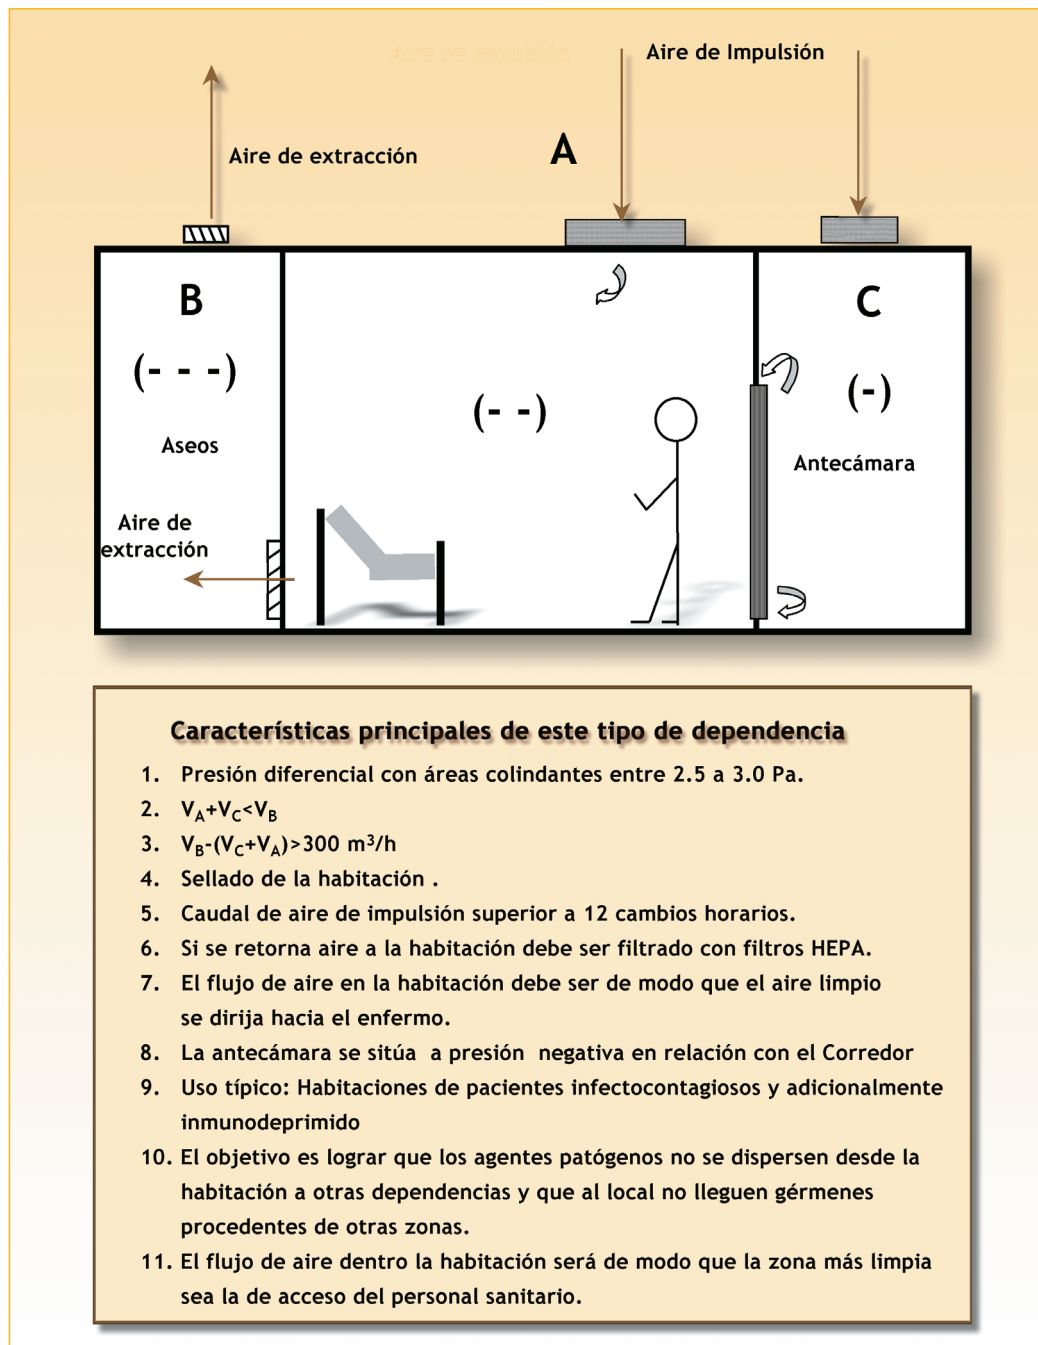 Aire de Impulsión
Aire de extracción
A
B
C
(- - -)
(- -)
(-)
Aseos
Antecámara
Aire de
extracción
Características principales de este tipo de dependencia
1. Presión diferencial con áreas colindantes entre 2.5 a 3.0 Pa.
2. VA+VC<VB
3. VB-(VC+VA)>300 m³/h
4. Sellado de la habitación .
5. Caudal de aire de impulsión superior a 12 cambios horarios.
6. Si se retorna aire a la habitación debe ser filtrado con filtros HEPA.
7. El flujo de aire en la habitación debe ser de modo que el aire limpio
se dirija hacia el enfermo.
8. La antecámara se sitúa a presión negativa en relación con el Corredor
9. Uso típico: Habitaciones de pacientes infectocontagiosos y adicionalmente
inmunodeprimido
10. El objetivo es lograr que los agentes patógenos no se dispersen desde la
habitación a otras dependencias y que al local no lleguen gérmenes
procedentes de otras zonas.
11. El flujo de aire dentro la habitación será de modo que la zona más limpia
sea la de acceso del personal sanitario.